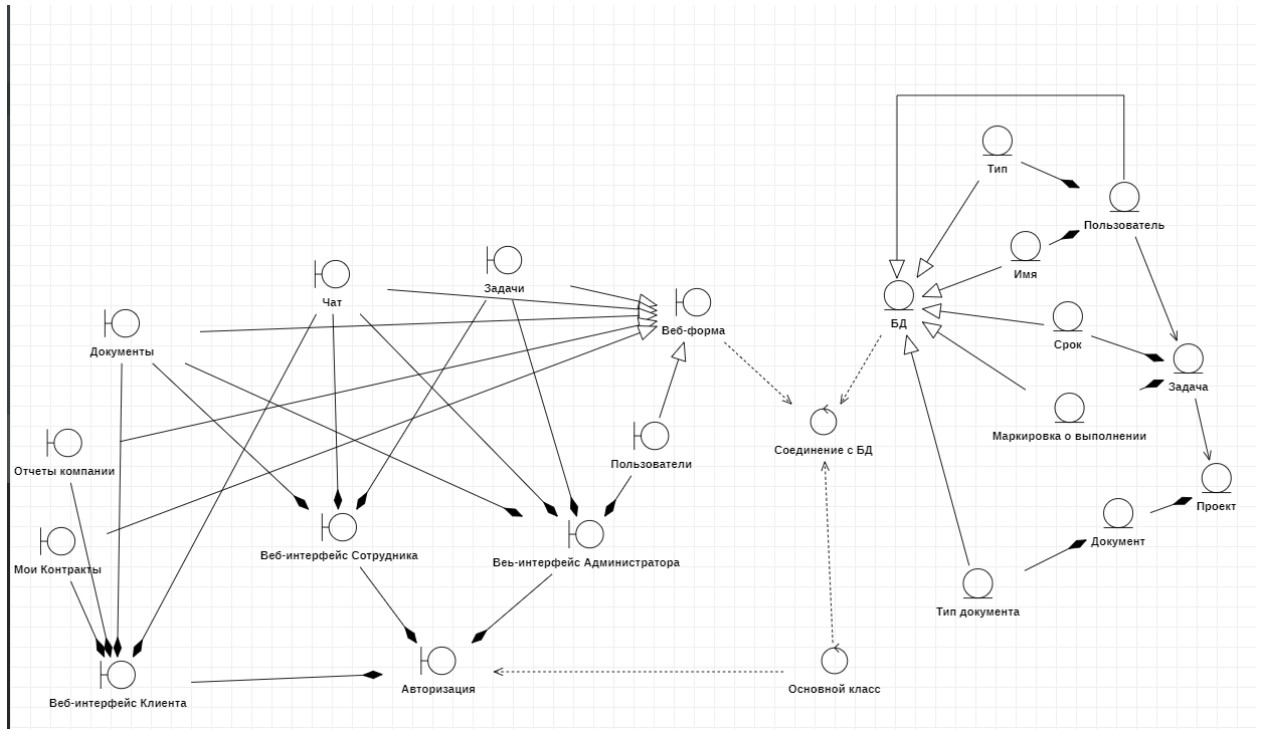 Тип
Пользователь
Имя
Чат
Задачи
Веб-форма
БД
Срок
Документы
Задача
Маркировка о выполнении
Соединение с БД
Отчеты компании
Пользователи
Проект
Документ
Веб-интерфейс Сотрудника
Веь-интерфейс Администратора
Мои Контракты
Тип документа
Авторизация
Основной класс
Веб-интерфейс Клиента